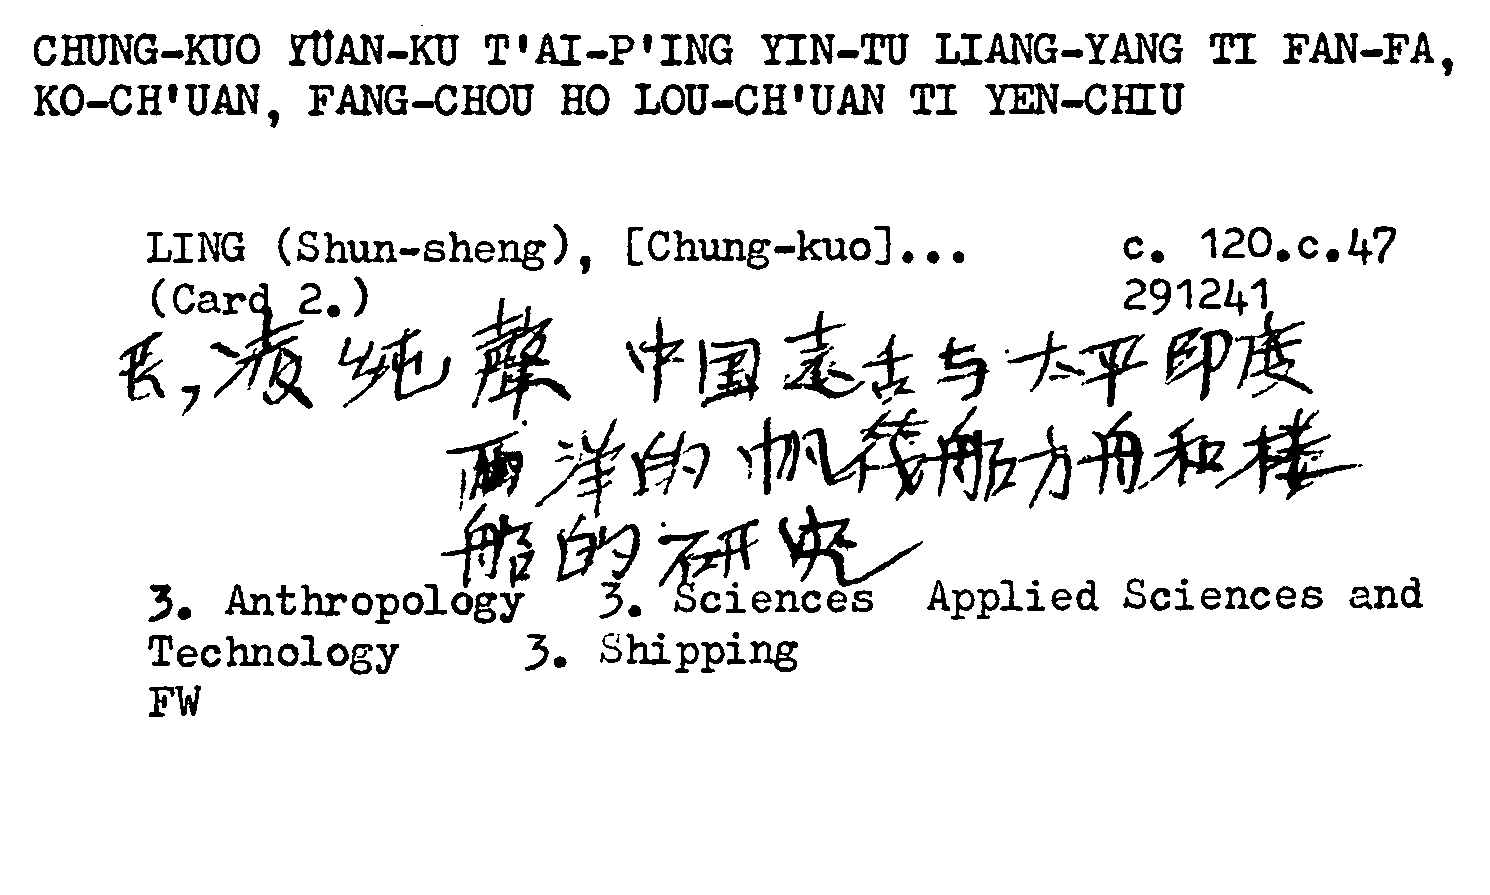 CHUNG-KUO YÜAN-KU T'AI-P'ING YIN-TU LIANG-YANG TI FAN-FA,
KO-CH'UAN, FANG-CHOU HO LOU-CH'UAN TI YEN-CHIU
LING (Shun-sheng), [Chung-kuo]... c. 120.c.47
(Card 2.) 291241
凌纯聲 中国遠古与太平印度
兩洋的帆筏船方舟和楼
船的研究
3. Anthropology 3. Sciences Applied Sciences and
Technology 3. Shipping
FW